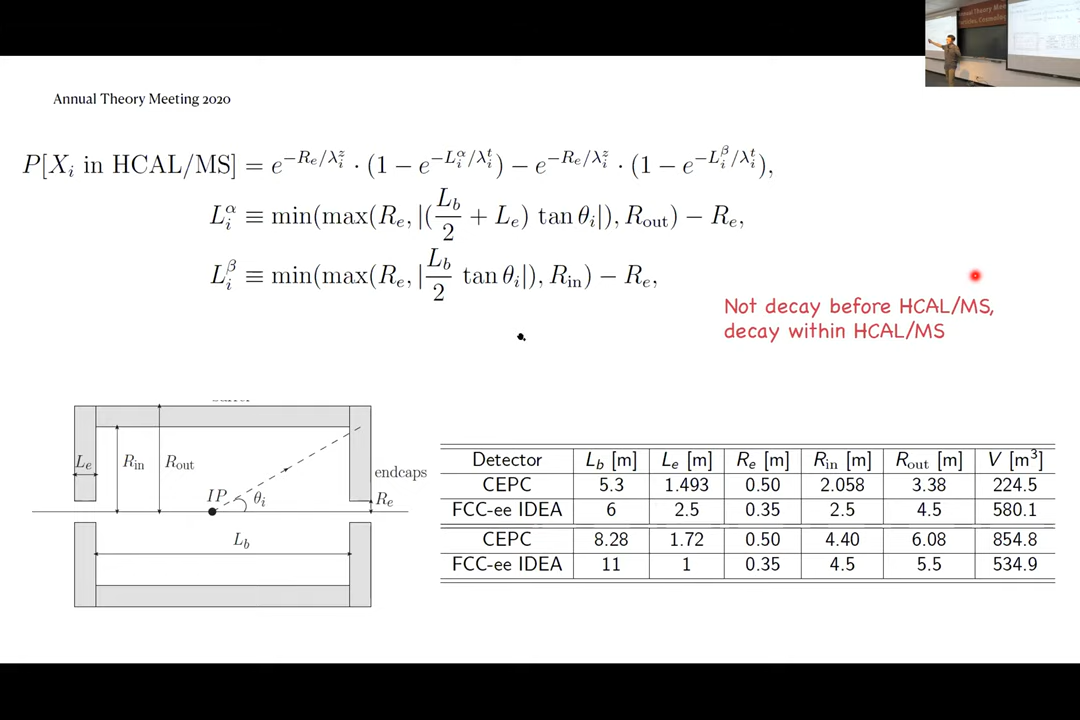 Annual Theory Meeting 2020
P[X_i in HCAL/MS] = e^{-R_e/λ_i^z} · (1 − e^{-L_i^α/λ_i^t}) − e^{-R_e/λ_i^z} · (1 − e^{-L_i^β/λ_i^t}),
L_i^α ≡ min(max(R_e, |(L_b/2 + L_e) tan θ_i|), R_out) − R_e,
L_i^β ≡ min(max(R_e, |L_b/2 tan θ_i|), R_in) − R_e,
Not decay before HCAL/MS,
decay within HCAL/MS
L_e R_in R_out
endcaps
IP θ_i R_e
L_b
Detector L_b [m] L_e [m] R_e [m] R_in [m] R_out [m] V [m³]
CEPC 5.3 1.493 0.50 2.058 3.38 224.5
FCC-ee IDEA 6 2.5 0.35 2.5 4.5 580.1
CEPC 8.28 1.72 0.50 4.40 6.08 854.8
FCC-ee IDEA 11 1 0.35 4.5 5.5 534.9